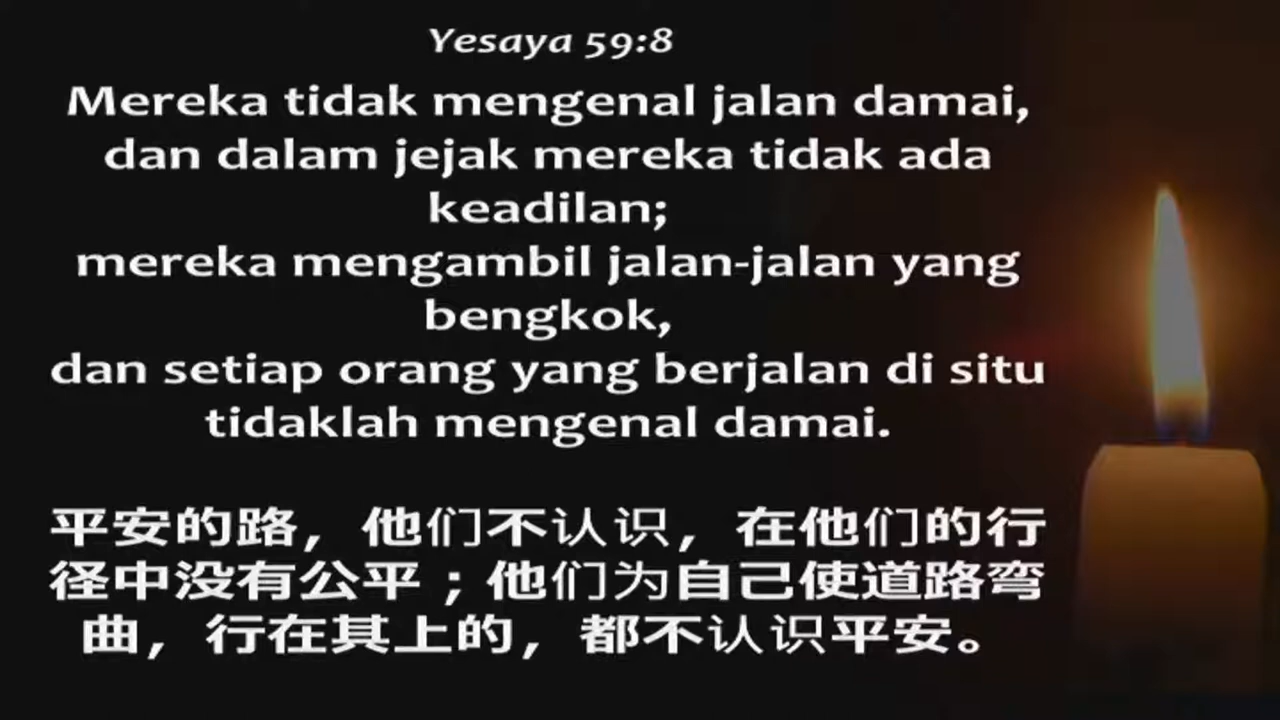 Yesaya 59:8
Mereka tidak mengenal jalan damai,
dan dalam jejak mereka tidak ada
keadilan;
mereka mengambil jalan-jalan yang
bengkok,
dan setiap orang yang berjalan di situ
tidaklah mengenal damai.
平安的路，他们不认识，在他们的行
径中没有公平；他们为自己使道路弯
曲，行在其上的，都不认识平安。